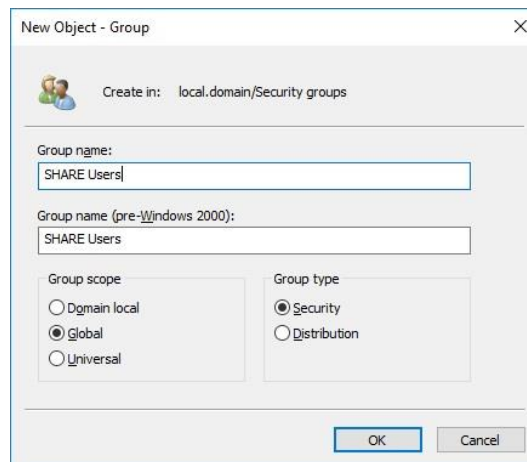 New Object - Group
Create in: local.domain/Security groups
Group name:
SHARE Users
Group name (pre-Windows 2000):
SHARE Users
Group scope
Domain local
Global
Universal
Group type
Security
Distribution
OK
Cancel